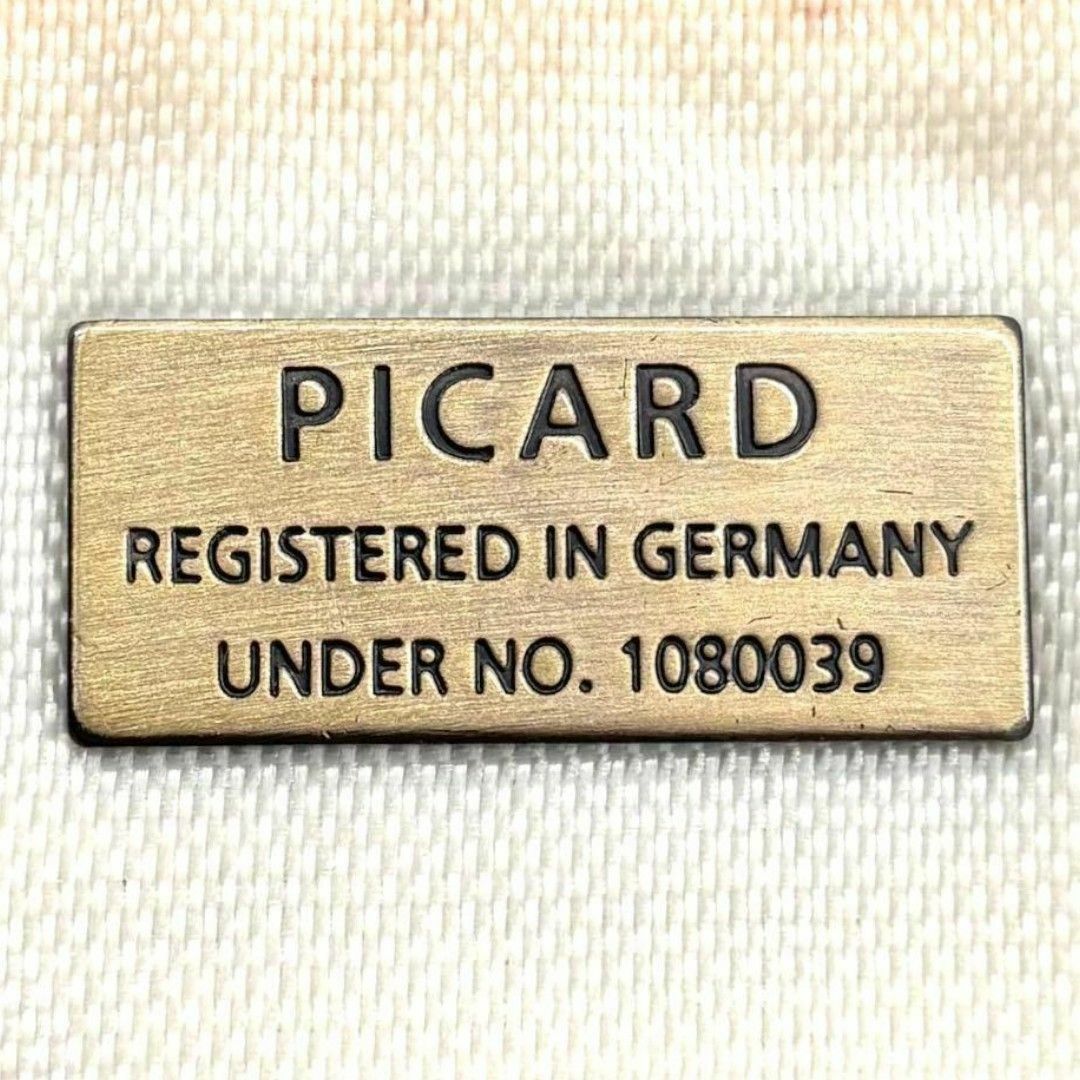 PICARD
REGISTERED IN GERMANY
UNDER NO. 1080039